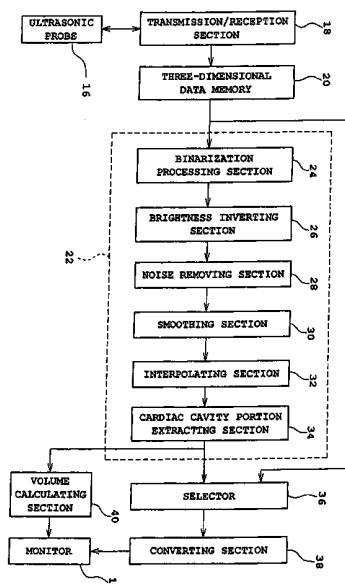 ULTRASONIC
PROBE
16
TRANSMISSION/RECEPTION
SECTION
18
THREE-DIMENSIONAL
DATA MEMORY
20
22
BINARIZATION
PROCESSING SECTION
24
BRIGHTNESS INVERTING
SECTION
26
NOISE REMOVING SECTION
28
SMOOTHING SECTION
30
INTERPOLATING SECTION
32
CARDIAC CAVITY PORTION
EXTRACTING SECTION
34
VOLUME
CALCULATING
SECTION
40
SELECTOR
36
MONITOR
1
CONVERTING SECTION
38